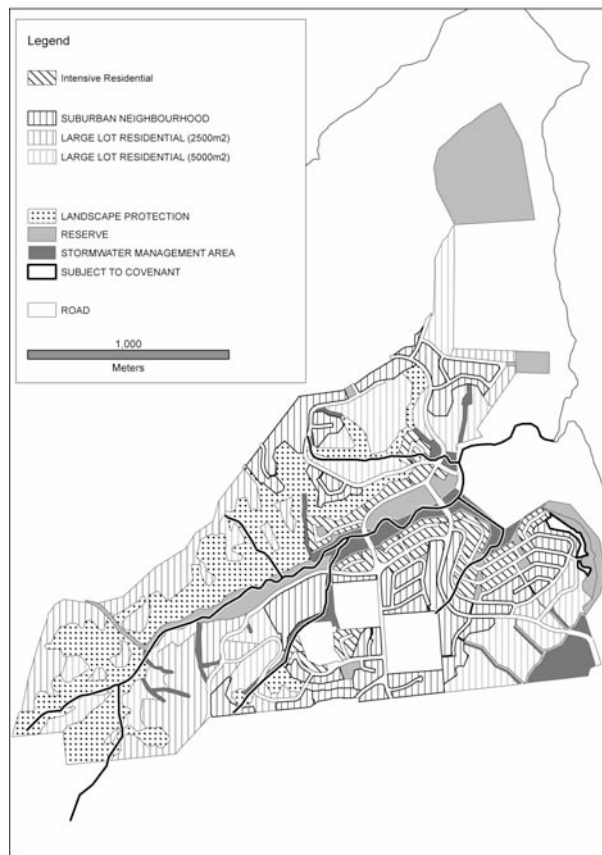 Legend
Intensive Residential
SUBURBAN NEIGHBOURHOOD
LARGE LOT RESIDENTIAL (2500m2)
LARGE LOT RESIDENTIAL (5000m2)
LANDSCAPE PROTECTION
RESERVE
STORMWATER MANAGEMENT AREA
SUBJECT TO COVENANT
ROAD
1,000
Meters